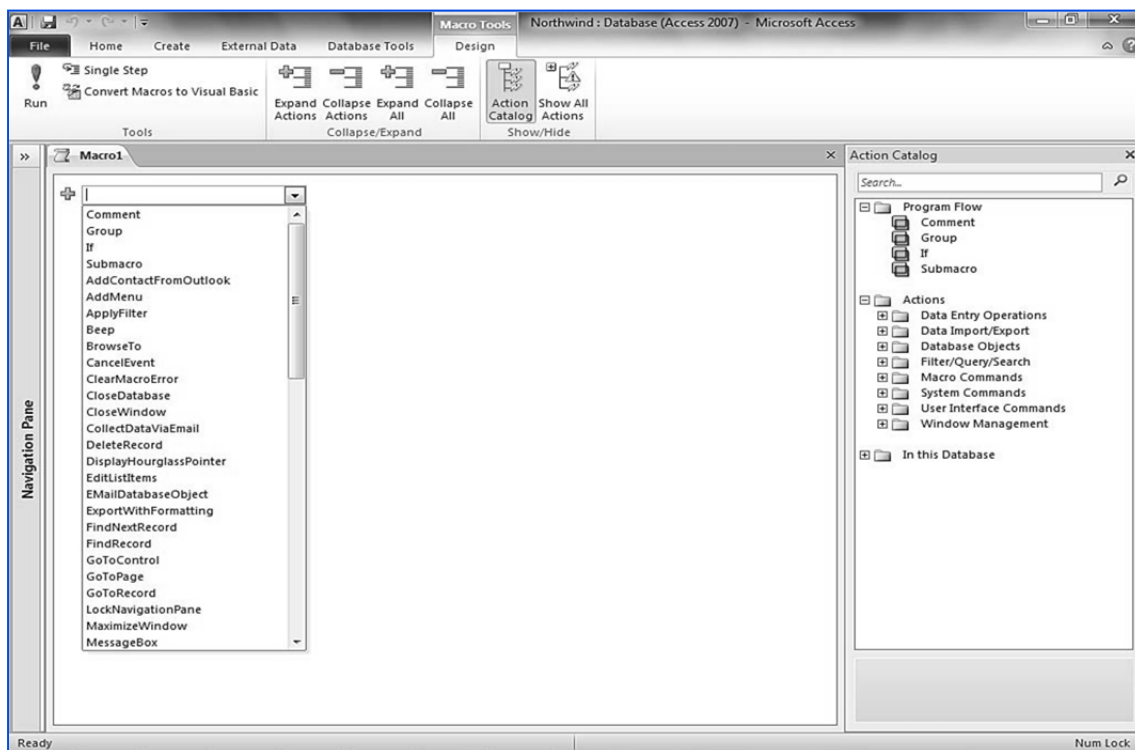 Macro Tools
Northwind : Database (Access 2007) - Microsoft Access
File Home Create External Data Database Tools Design
Run
Single Step
Convert Macros to Visual Basic
Tools
Expand Actions
Collapse Actions
Expand All
Collapse All
Collapse/Expand
Action Catalog
Show All Actions
Show/Hide
Navigation Pane
Macro1
Comment
Group
If
Submacro
AddContactFromOutlook
AddMenu
ApplyFilter
Beep
BrowseTo
CancelEvent
ClearMacroError
CloseDatabase
CloseWindow
CollectDataViaEmail
DeleteRecord
DisplayHourglassPointer
EditListItems
EMailDatabaseObject
ExportWithFormatting
FindNextRecord
FindRecord
GoToControl
GoToPage
GoToRecord
LockNavigationPane
MaximizeWindow
MessageBox
Action Catalog
Search...
Program Flow
Comment
Group
If
Submacro
Actions
Data Entry Operations
Data Import/Export
Database Objects
Filter/Query/Search
Macro Commands
System Commands
User Interface Commands
Window Management
In this Database
Ready
Num Lock